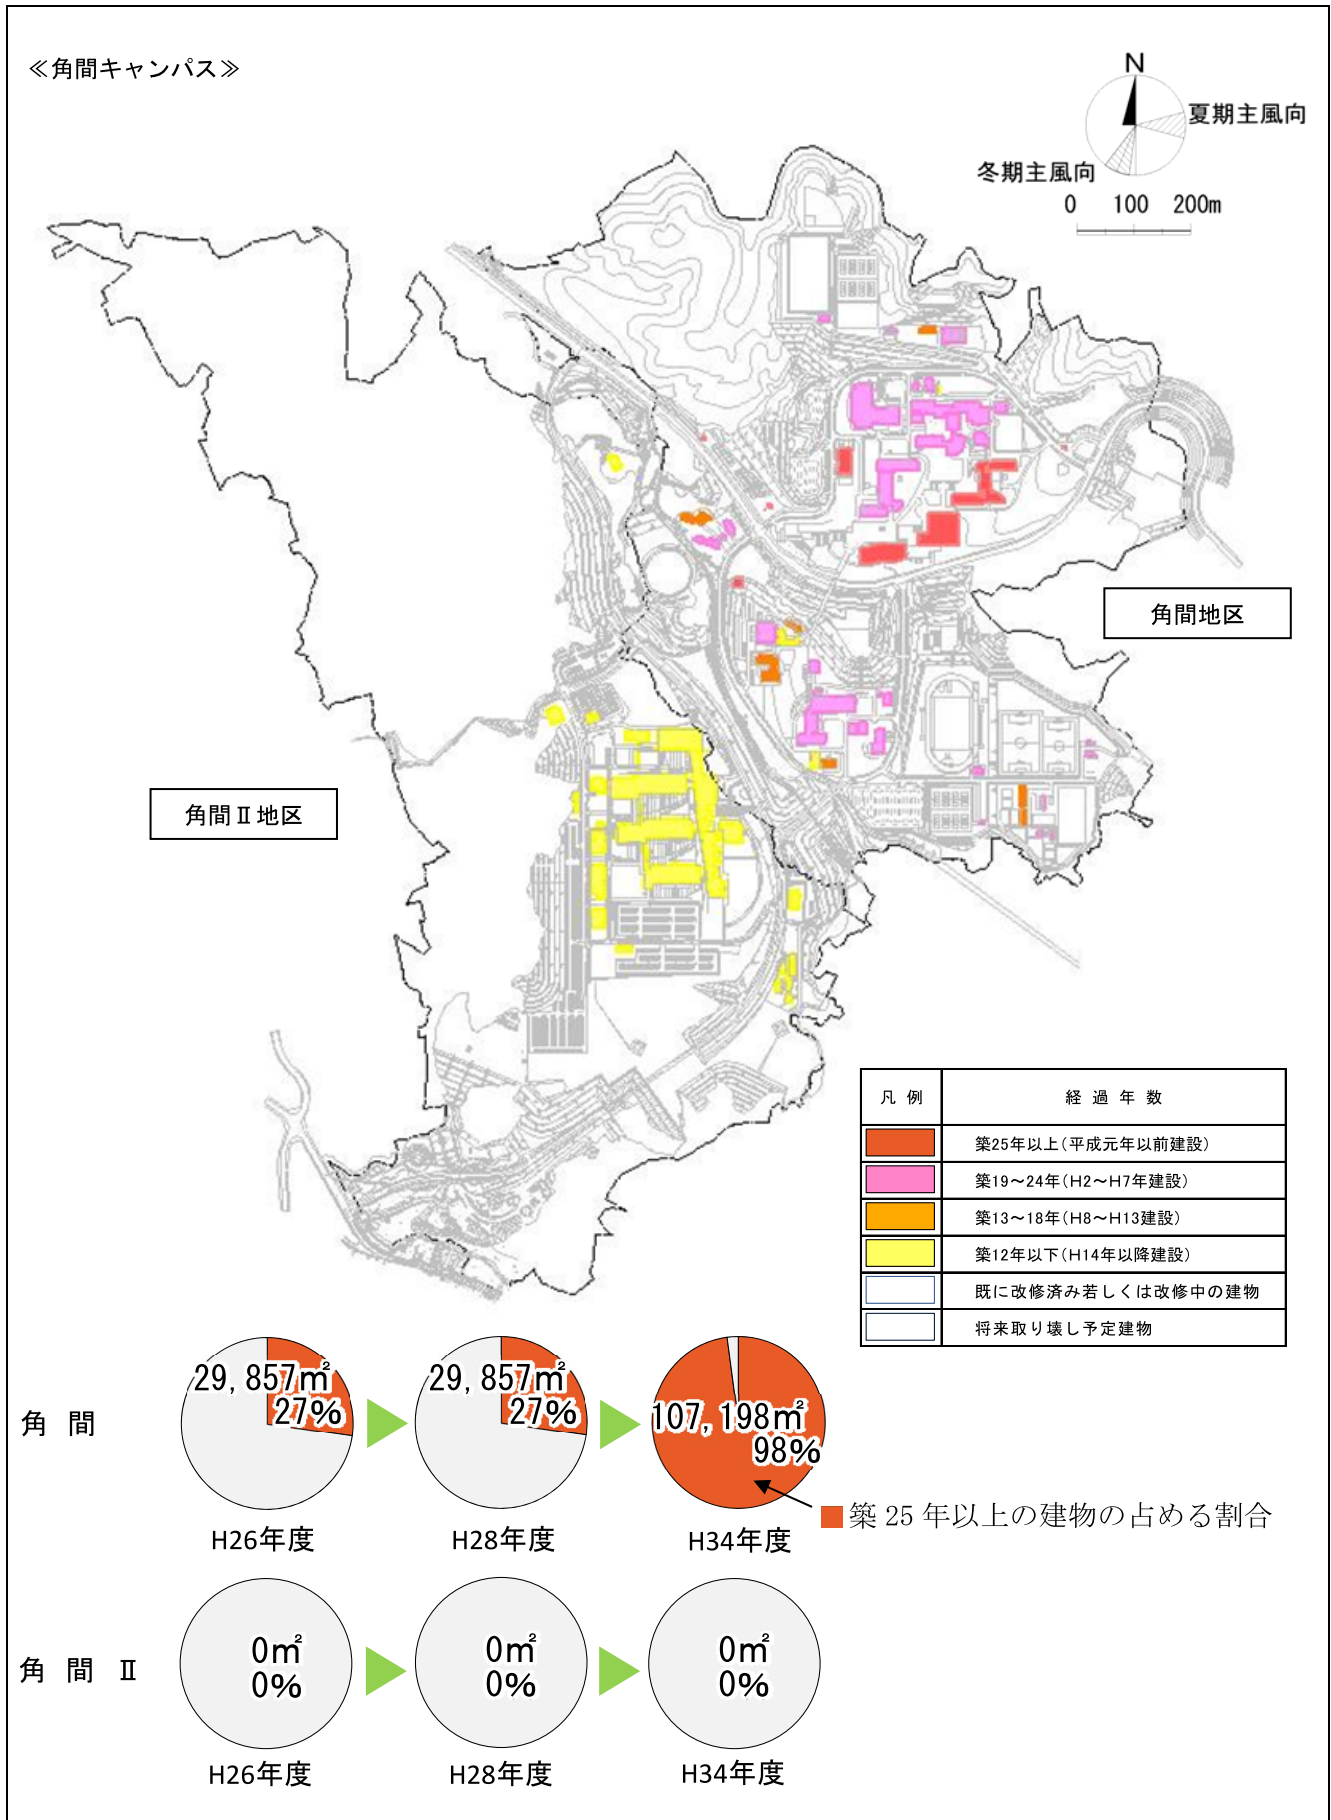 ≪角間キャンパス≫
N
夏期主風向
冬期主風向
0 100 200m
角間地区
角間Ⅱ地区
凡 例 経 過 年 数
築25年以上(平成元年以前建設)
築19～24年(H2～H7年建設)
築13～18年(H8～H13建設)
築12年以下(H14年以降建設)
既に改修済み若しくは改修中の建物
将来取り壊し予定建物
角 間
29,857㎡
27%
H26年度
29,857㎡
27%
H28年度
107,198㎡
98%
H34年度
■築 25 年以上の建物の占める割合
角 間 Ⅱ
0㎡
0%
H26年度
0㎡
0%
H28年度
0㎡
0%
H34年度